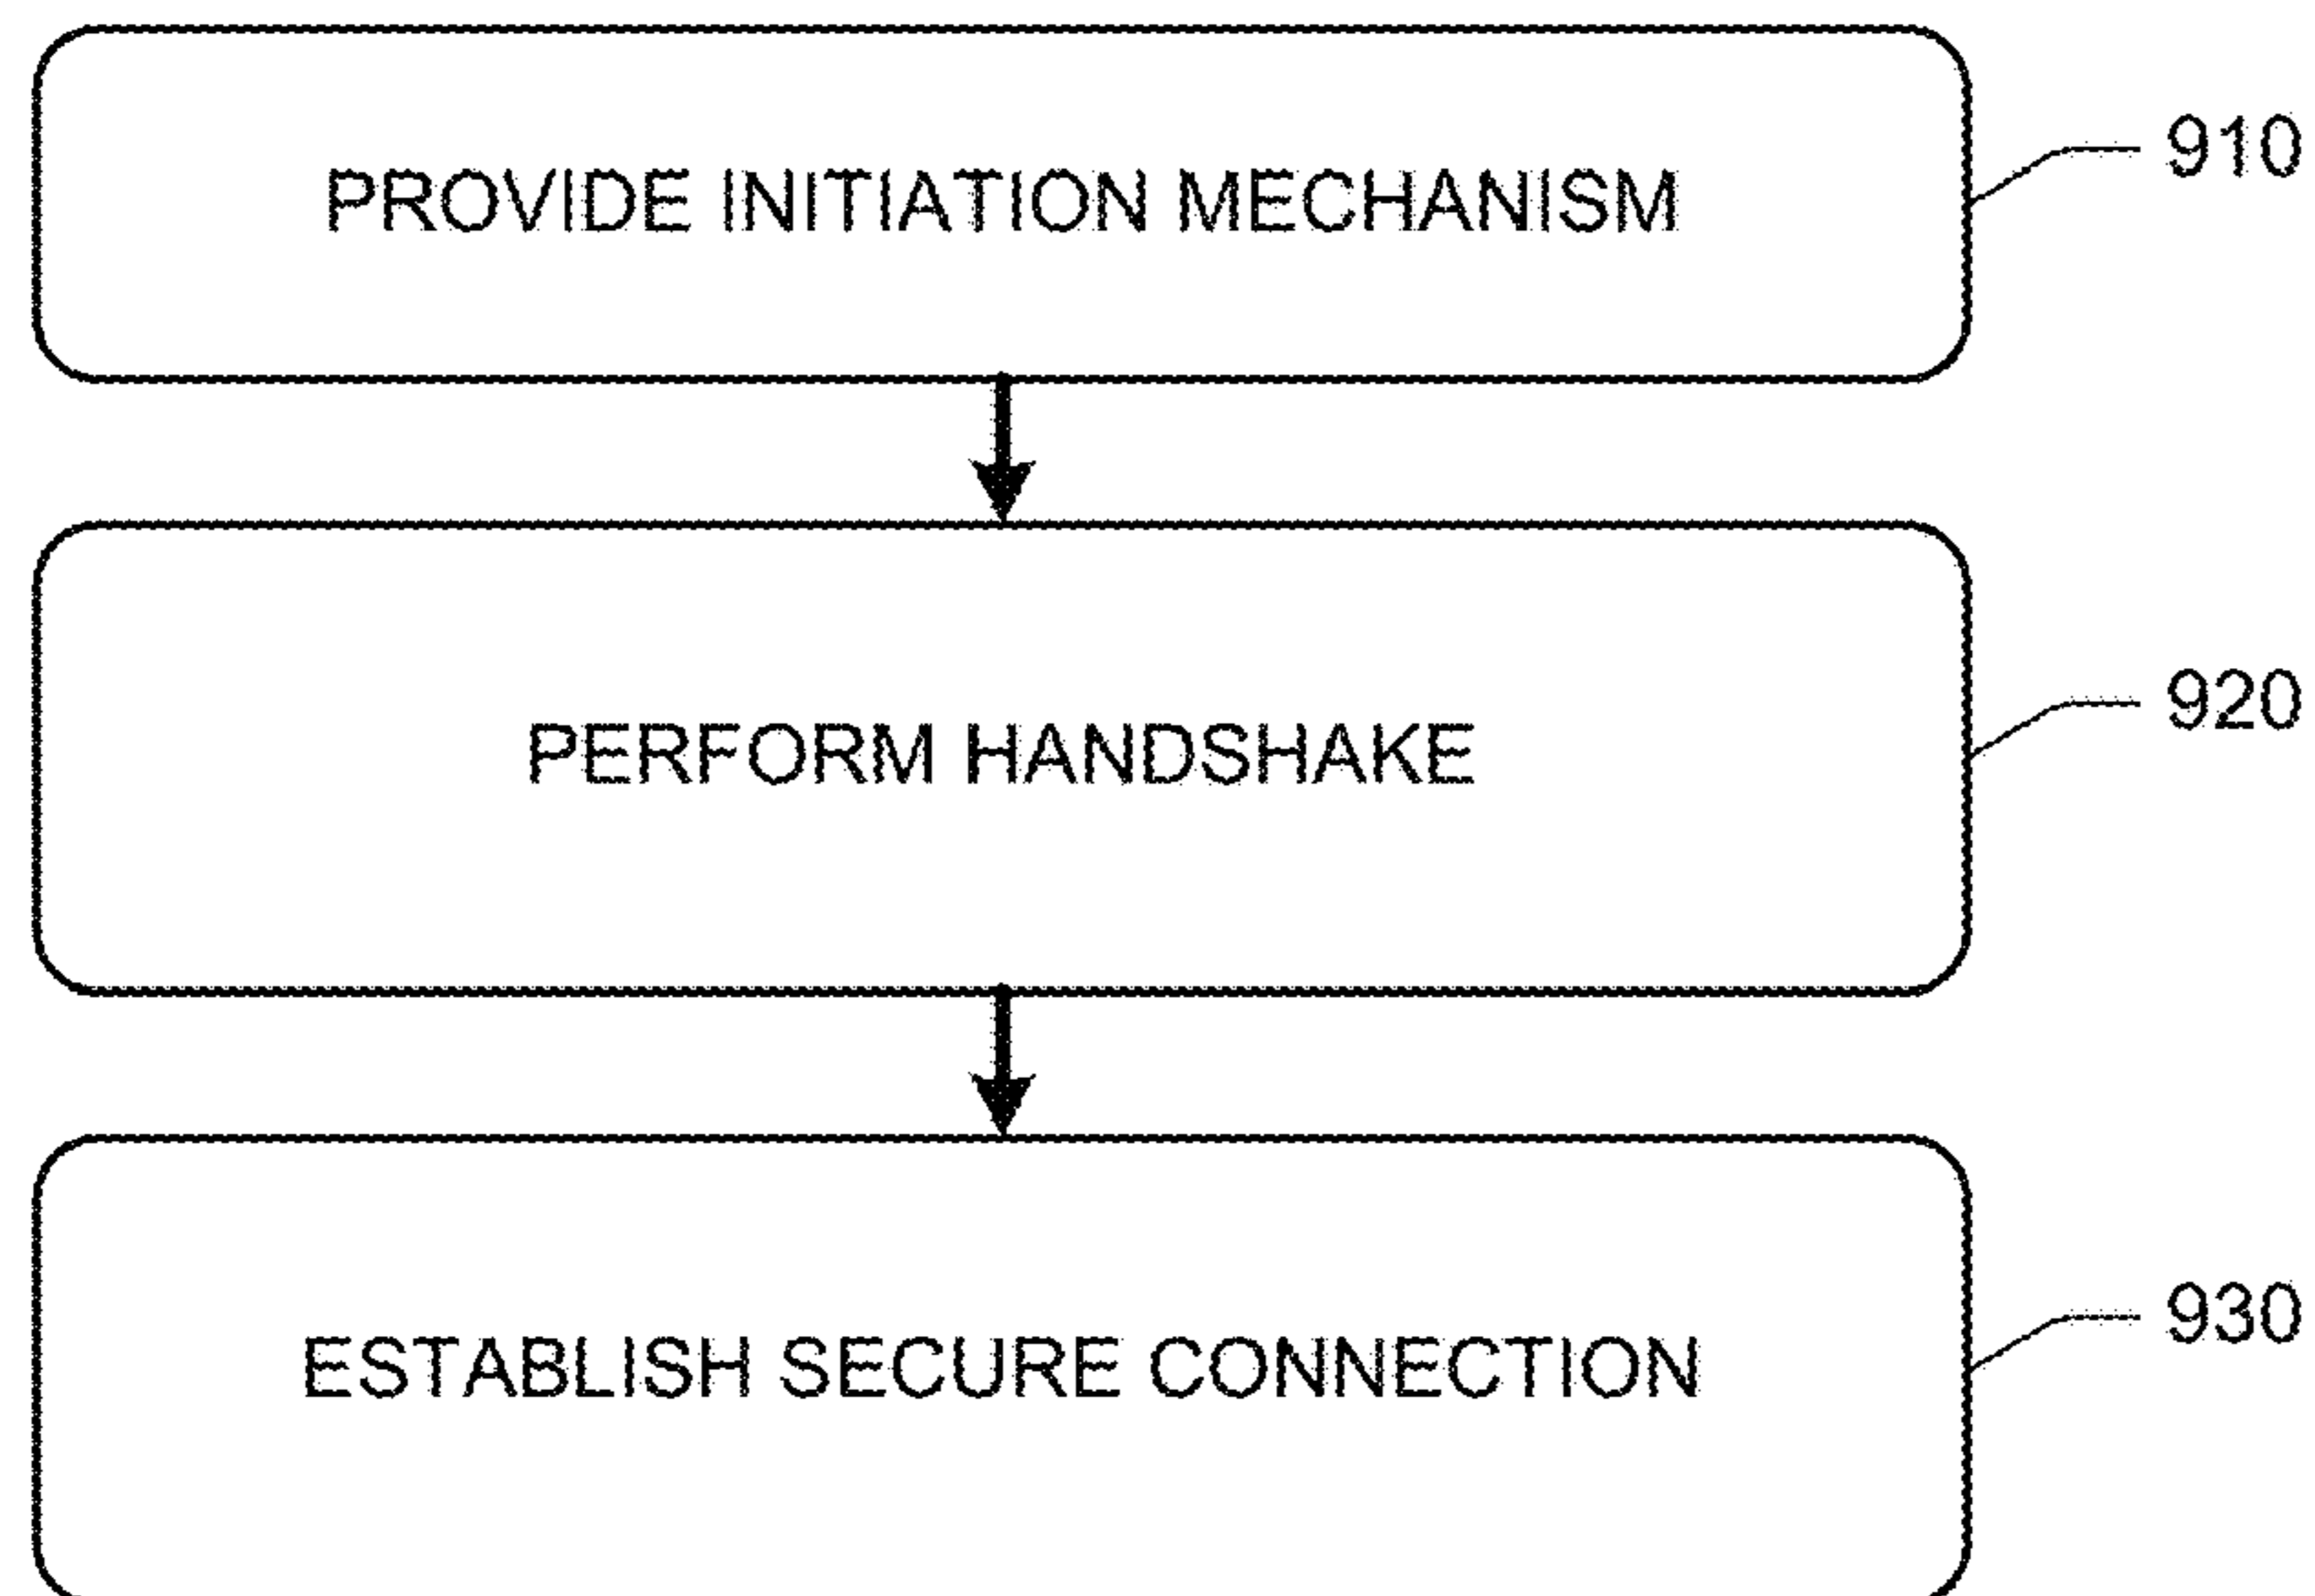 PROVIDE INITIATION MECHANISM
910
PERFORM HANDSHAKE
920
ESTABLISH SECURE CONNECTION
930